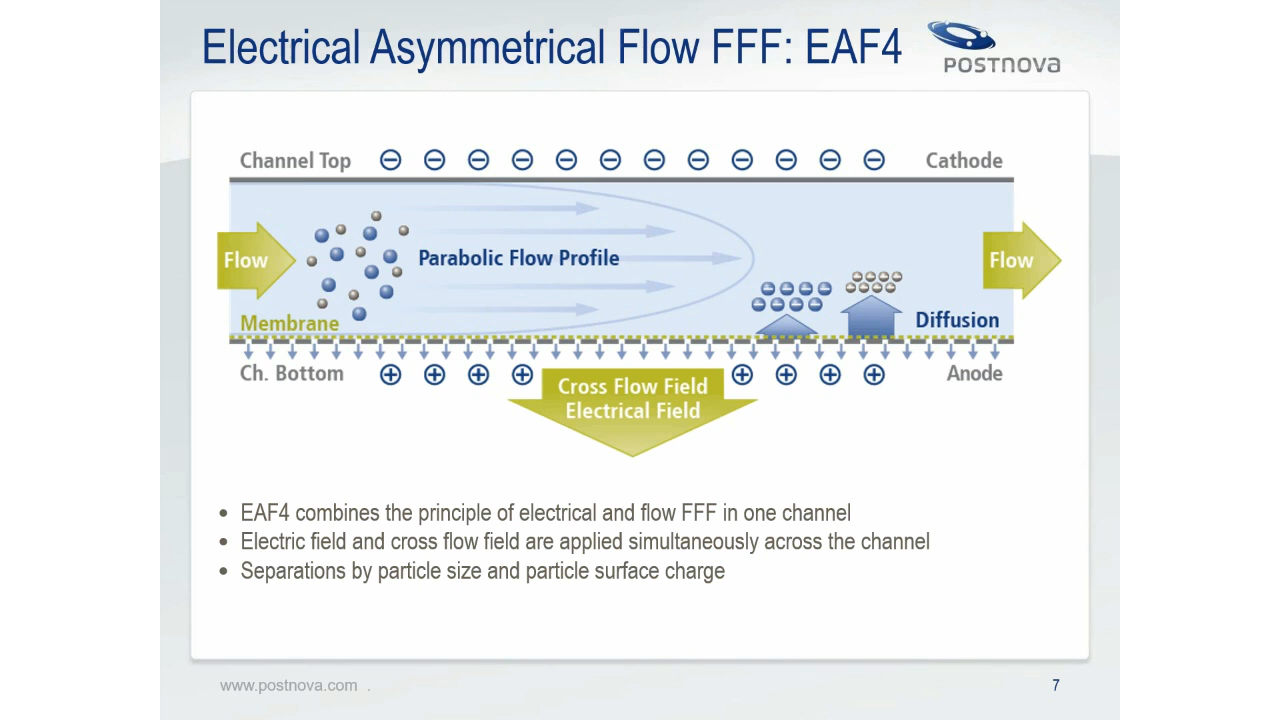 Electrical Asymmetrical Flow FFF: EAF4
POSTNOVA
Channel Top
Cathode
Flow
Parabolic Flow Profile
Flow
Membrane
Diffusion
Ch. Bottom
Anode
Cross Flow Field
Electrical Field
• EAF4 combines the principle of electrical and flow FFF in one channel
• Electric field and cross flow field are applied simultaneously across the channel
• Separations by particle size and particle surface charge
www.postnova.com .
7